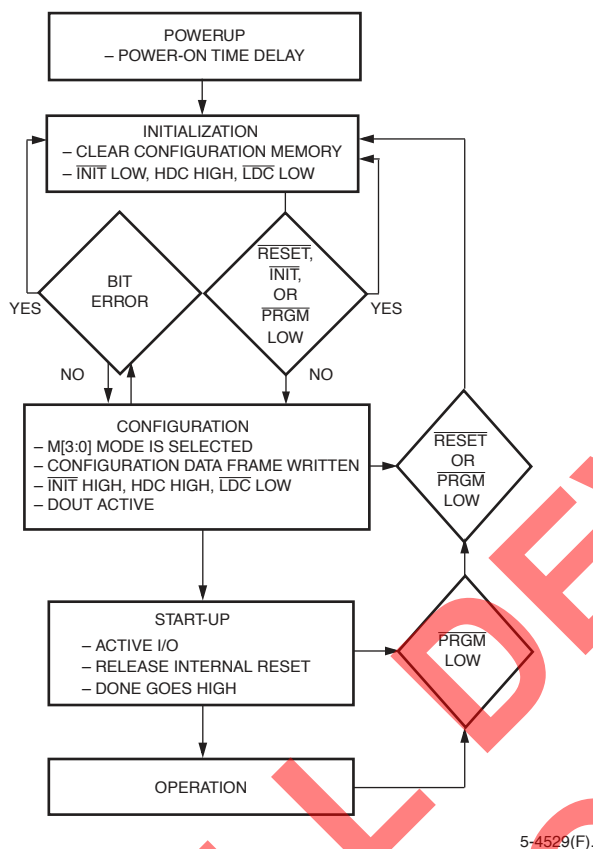 POWERUP
– POWER-ON TIME DELAY
INITIALIZATION
– CLEAR CONFIGURATION MEMORY
– INIT LOW, HDC HIGH, LDC LOW
BIT
ERROR
YES
NO
RESET,
INIT,
OR
PRGM
LOW
YES
NO
CONFIGURATION
– M[3:0] MODE IS SELECTED
– CONFIGURATION DATA FRAME WRITTEN
– INIT HIGH, HDC HIGH, LDC LOW
– DOUT ACTIVE
RESET
OR
PRGM
LOW
START-UP
– ACTIVE I/O
– RELEASE INTERNAL RESET
– DONE GOES HIGH
PRGM
LOW
OPERATION
5-4529(F).